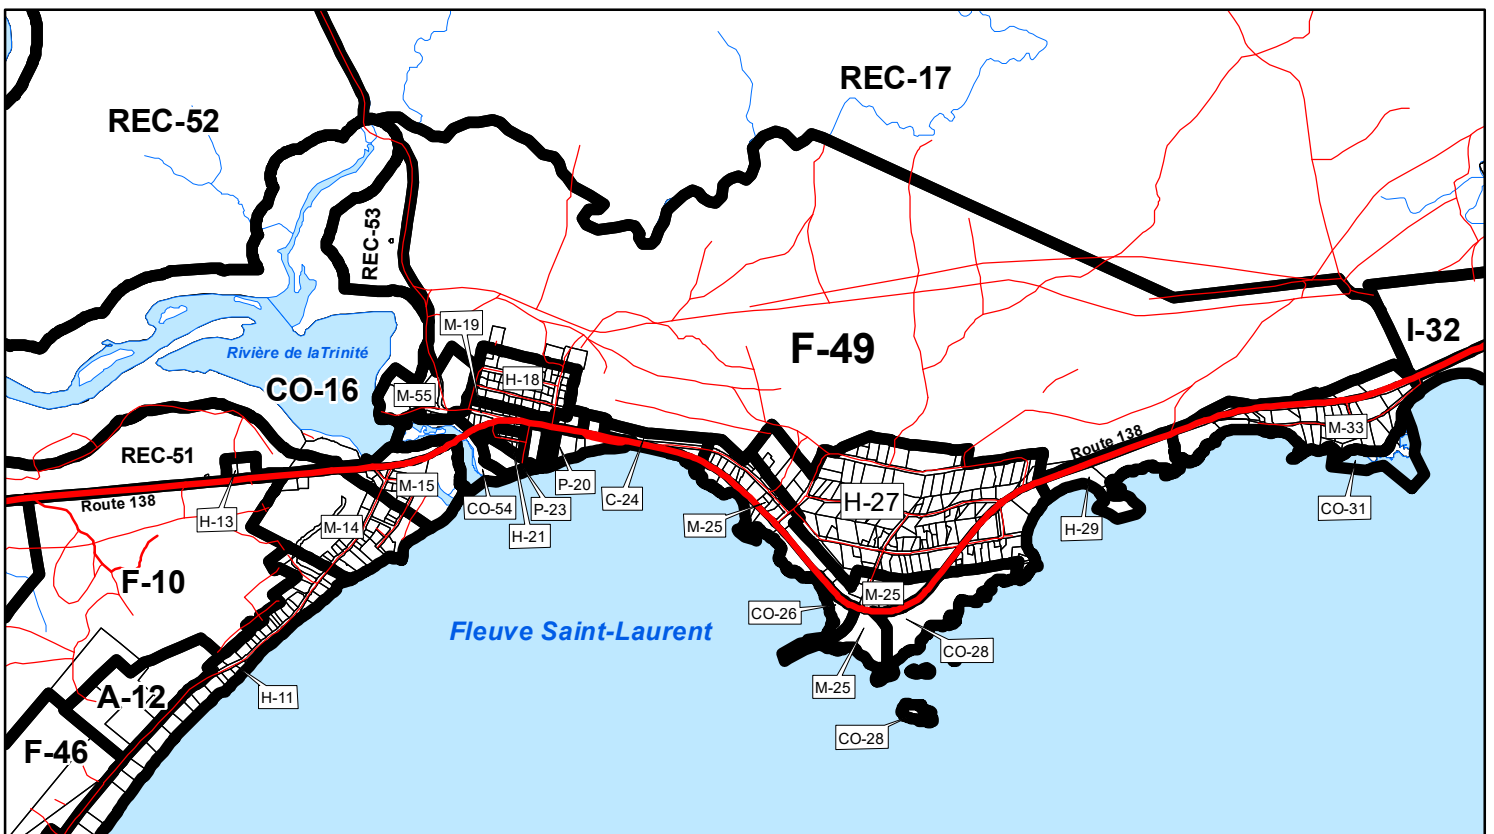 REC-17
REC-52
REC-53
M-19
F-49
I-32
Rivière de laTrinité
H-18
CO-16
M-55
M-33
Route 138
REC-51
M-15
P-20
H-27
Route 138
H-13
M-14
CO-54
P-23
C-24
M-25
H-29
CO-31
H-21
F-10
M-25
CO-26
Fleuve Saint-Laurent
CO-28
M-25
A-12
H-11
CO-28
F-46